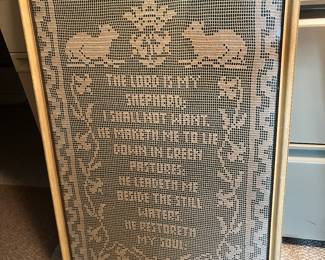 THE LORD IS MY
SHEPHERD;
I SHALL NOT WANT.
HE MAKETH ME TO LIE
DOWN IN GREEN
PASTURES:
HE LEADETH ME
BESIDE THE STILL
WATERS.
HE RESTORETH
MY SOUL: